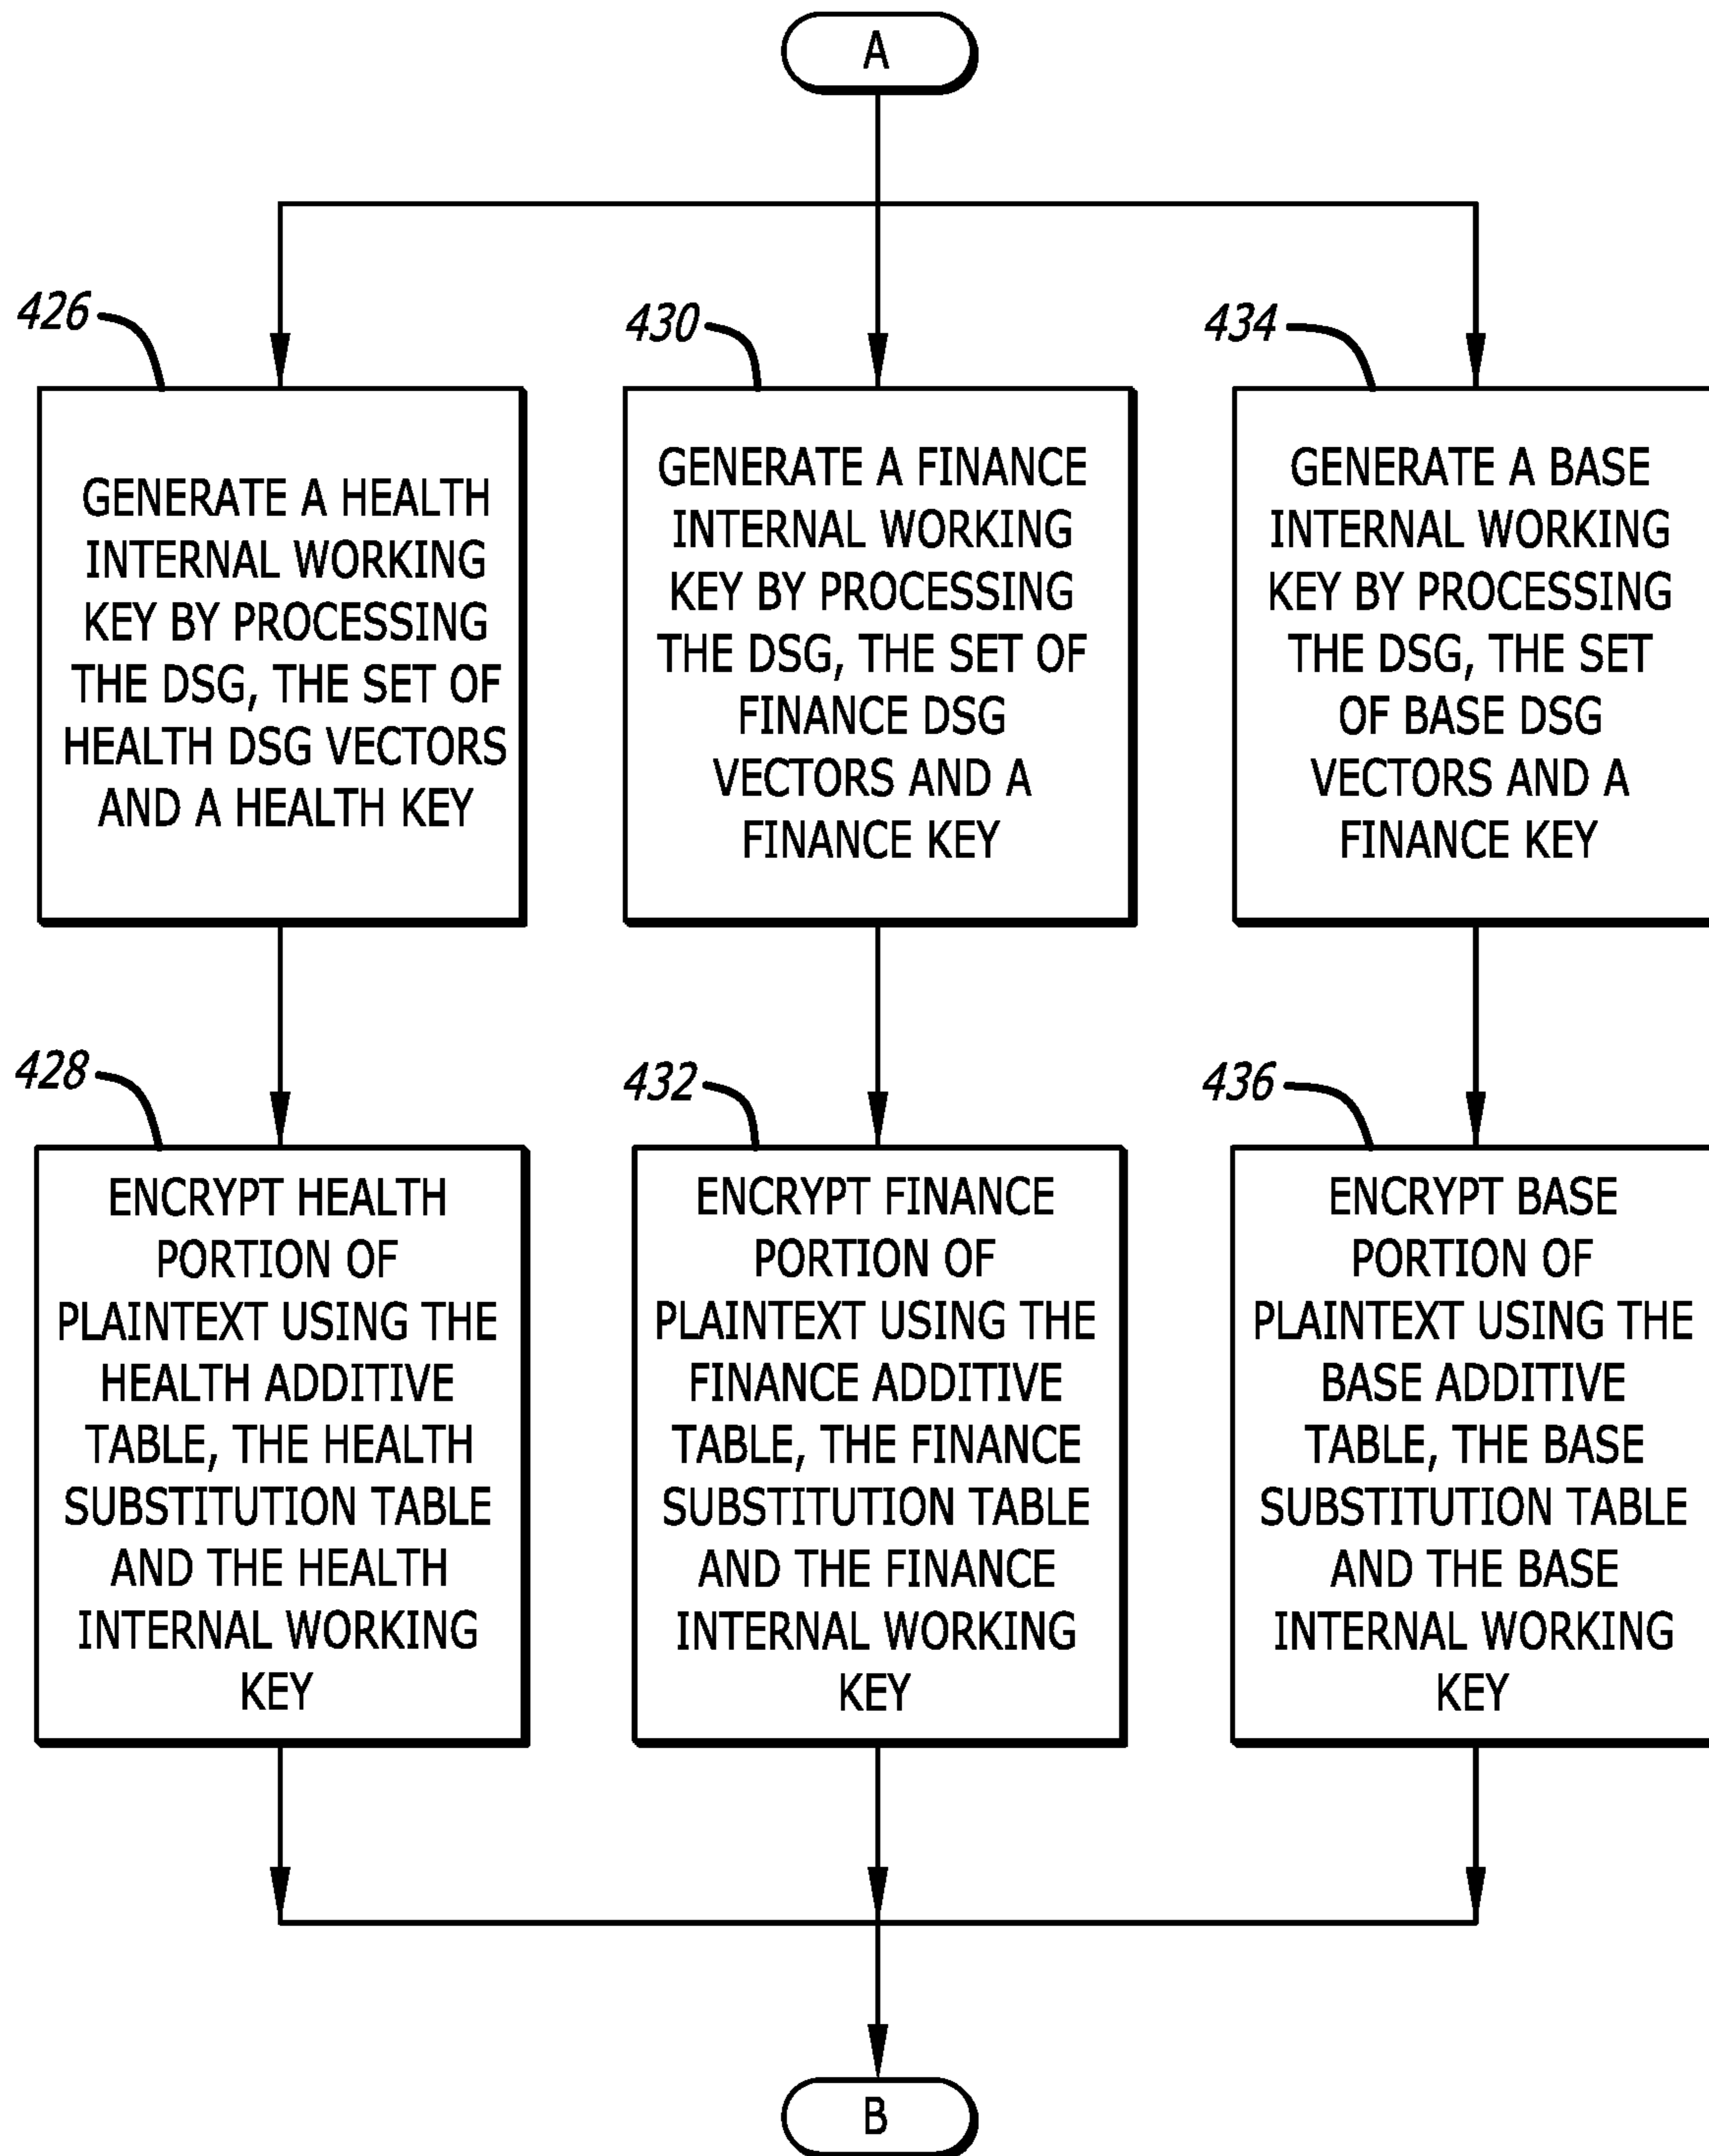 A
426
GENERATE A HEALTH
INTERNAL WORKING
KEY BY PROCESSING
THE DSG, THE SET OF
HEALTH DSG VECTORS
AND A HEALTH KEY
430
GENERATE A FINANCE
INTERNAL WORKING
KEY BY PROCESSING
THE DSG, THE SET OF
FINANCE DSG
VECTORS AND A
FINANCE KEY
434
GENERATE A BASE
INTERNAL WORKING
KEY BY PROCESSING
THE DSG, THE SET
OF BASE DSG
VECTORS AND A
FINANCE KEY
428
ENCRYPT HEALTH
PORTION OF
PLAINTEXT USING THE
HEALTH ADDITIVE
TABLE, THE HEALTH
SUBSTITUTION TABLE
AND THE HEALTH
INTERNAL WORKING
KEY
432
ENCRYPT FINANCE
PORTION OF
PLAINTEXT USING THE
FINANCE ADDITIVE
TABLE, THE FINANCE
SUBSTITUTION TABLE
AND THE FINANCE
INTERNAL WORKING
KEY
436
ENCRYPT BASE
PORTION OF
PLAINTEXT USING THE
BASE ADDITIVE
TABLE, THE BASE
SUBSTITUTION TABLE
AND THE BASE
INTERNAL WORKING
KEY
B